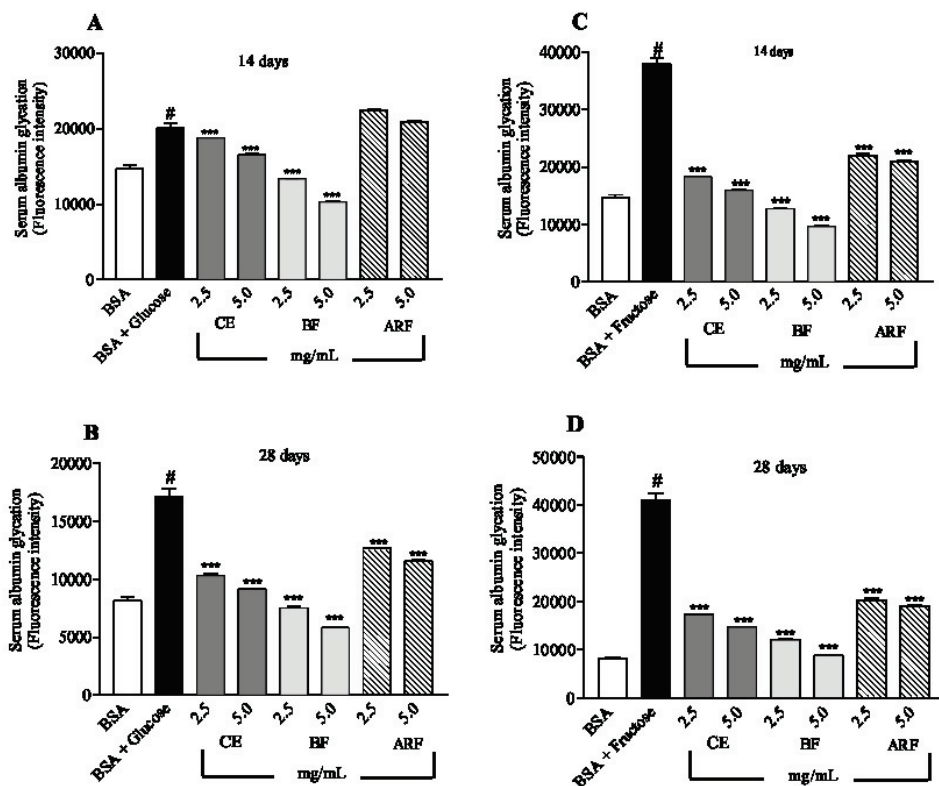 A
14 days
Serum albumin glycation
(Fluorescence intensity)
30000
20000
10000
0
#
***
***
***
***
BSA
BSA + Glucose
2.5
5.0
2.5
5.0
2.5
5.0
CE
BF
ARF
mg/mL
C
14 days
Serum albumin glycation
(Fluorescence intensity)
40000
30000
20000
10000
0
#
***
***
***
***
***
***
BSA
BSA + Fructose
2.5
5.0
2.5
5.0
2.5
5.0
CE
BF
ARF
mg/mL
B
28 days
Serum albumin glycation
(Fluorescence intensity)
20000
15000
10000
5000
0
#
***
***
***
***
***
***
BSA
BSA + Glucose
2.5
5.0
2.5
5.0
2.5
5.0
CE
BF
ARF
mg/mL
D
28 days
Serum albumin glycation
(Fluorescence intensity)
50000
40000
30000
20000
10000
0
#
***
***
***
***
***
***
BSA
BSA + Fructose
2.5
5.0
2.5
5.0
2.5
5.0
CE
BF
ARF
mg/mL